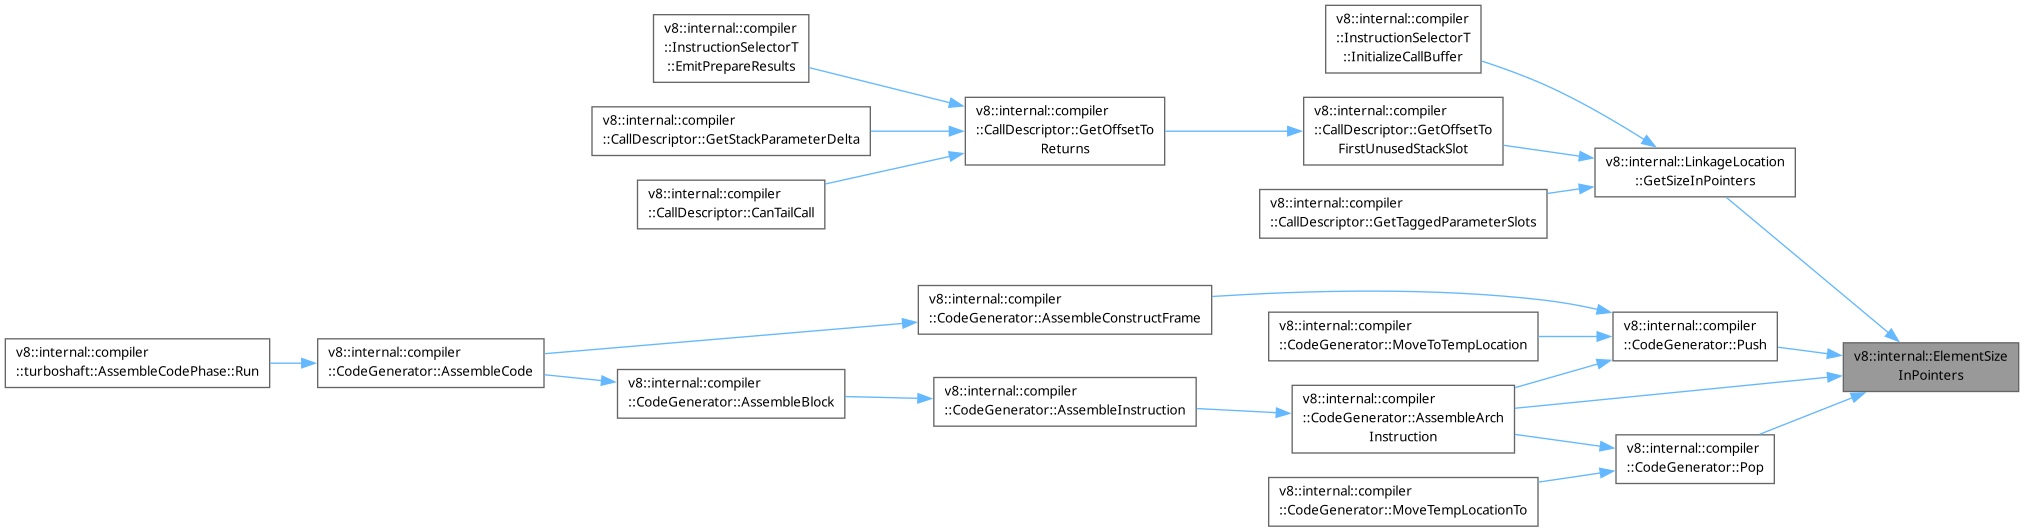 v8::internal::compiler
::InstructionSelectorT
::EmitPrepareResults
v8::internal::compiler
::CallDescriptor::GetStackParameterDelta
v8::internal::compiler
::CallDescriptor::CanTailCall
v8::internal::compiler
::CallDescriptor::GetOffsetTo
Returns
v8::internal::compiler
::InstructionSelectorT
::InitializeCallBuffer
v8::internal::compiler
::CallDescriptor::GetOffsetTo
FirstUnusedStackSlot
v8::internal::compiler
::CallDescriptor::GetTaggedParameterSlots
v8::internal::LinkageLocation
::GetSizeInPointers
v8::internal::compiler
::turboshaft::AssembleCodePhase::Run
v8::internal::compiler
::CodeGenerator::AssembleCode
v8::internal::compiler
::CodeGenerator::AssembleBlock
v8::internal::compiler
::CodeGenerator::AssembleConstructFrame
v8::internal::compiler
::CodeGenerator::AssembleInstruction
v8::internal::compiler
::CodeGenerator::MoveToTempLocation
v8::internal::compiler
::CodeGenerator::AssembleArch
Instruction
v8::internal::compiler
::CodeGenerator::MoveTempLocationTo
v8::internal::compiler
::CodeGenerator::Push
v8::internal::compiler
::CodeGenerator::Pop
v8::internal::ElementSize
InPointers